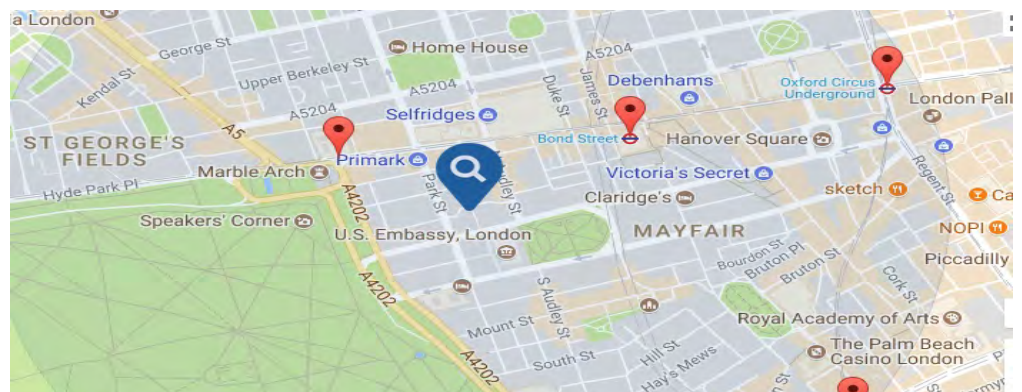 a London
George St
Home House
A5204
Kendal St
Upper Berkeley St
A5204
A5204
Duke St
James St
Debenhams
Oxford Circus
Underground
London Pall
Selfridges
A5
Bond Street
Hanover Square
ST GEORGE'S
FIELDS
Marble Arch
Primark
Hyde Park Pl
A4202
Park St
Victoria's Secret
Claridge's
sketch
Regent St
Ca
Speakers' Corner
U.S. Embassy, London
MAYFAIR
NOPI
Piccadilly
Bourdon St
Bruton Pl
Bruton St
Cork St
A4202
S Audley St
Mount St
Royal Academy of Arts
A4202
South St
Hill St
Hay's Mews
The Palm Beach
Casino London